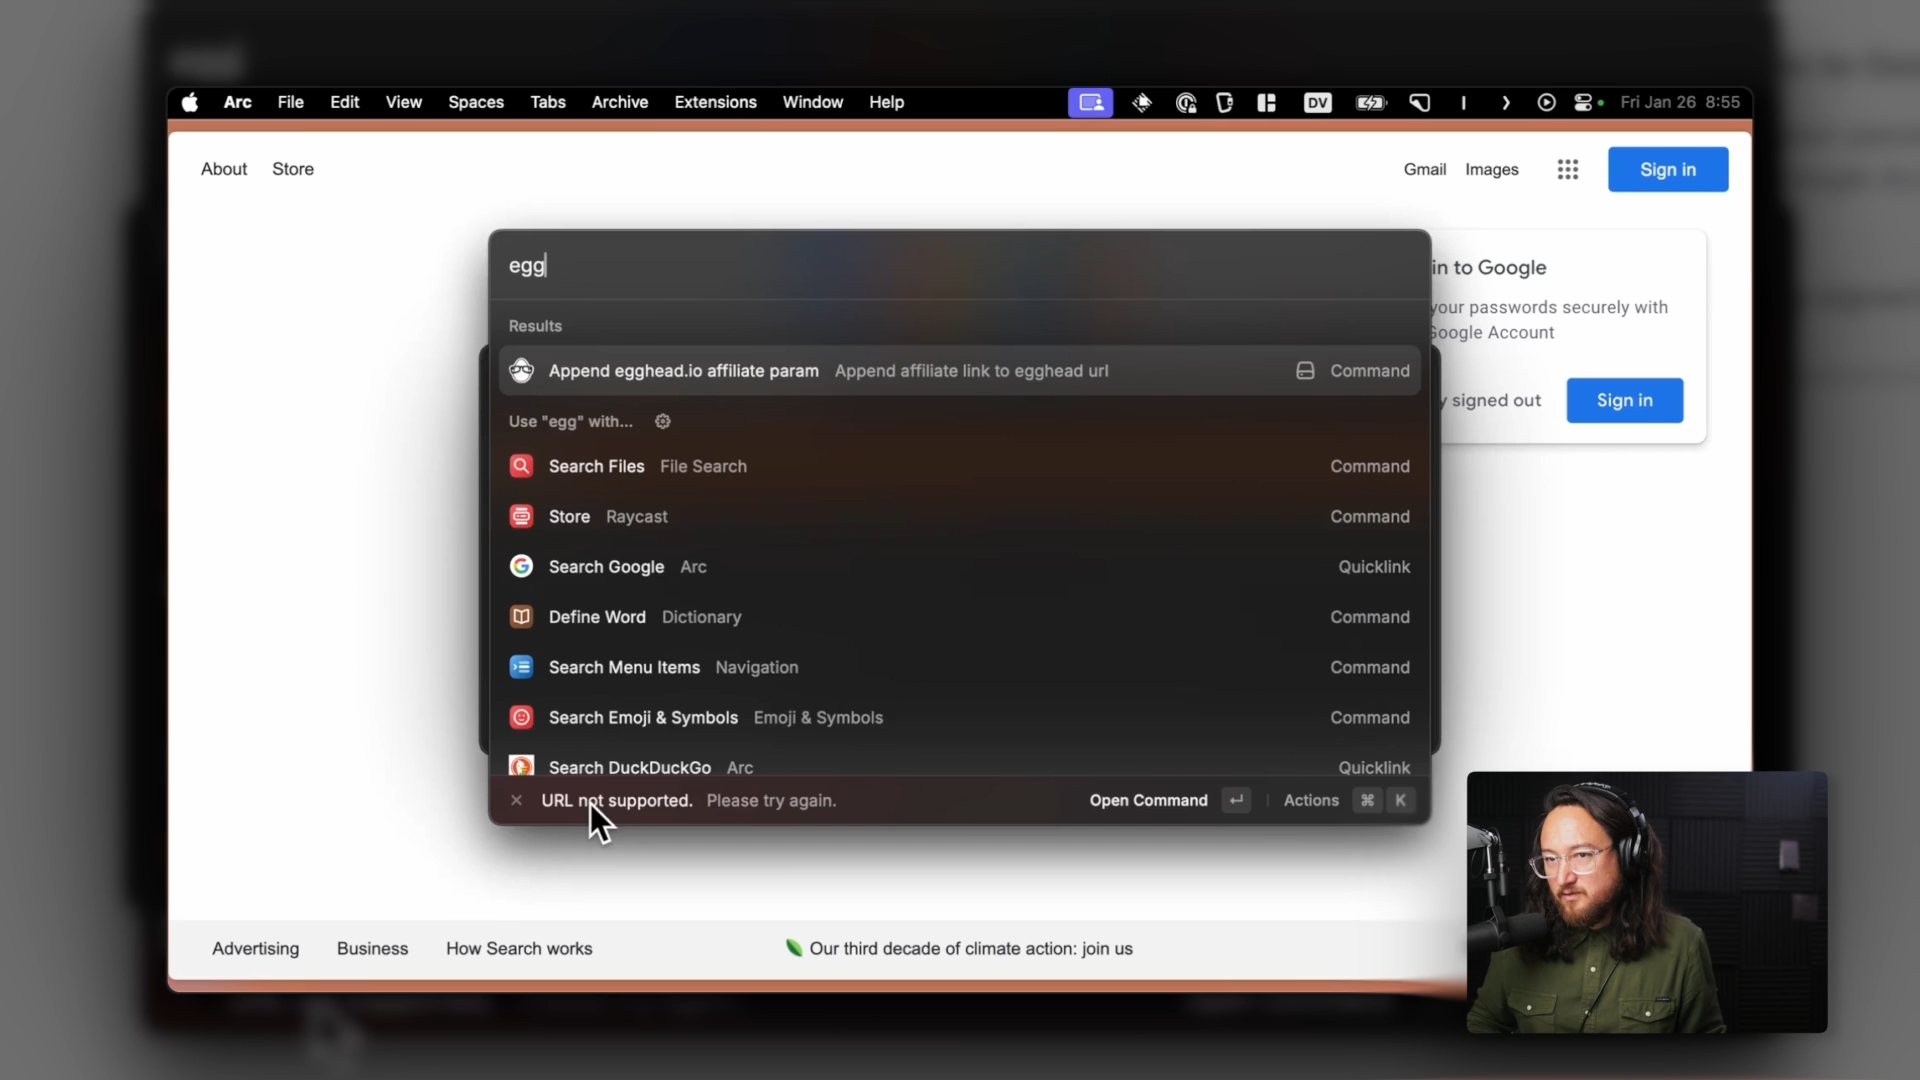 Arc File Edit View Spaces Tabs Archive Extensions Window Help DV Fri Jan 26 8:55
About Store Gmail Images Sign in
egg
in to Google
Results
your passwords securely with
Google Account
Append egghead.io affiliate param Append affiliate link to egghead url Command
signed out Sign in
Use "egg" with...
Search Files File Search Command
Store Raycast Command
Search Google Arc Quicklink
Define Word Dictionary Command
Search Menu Items Navigation Command
Search Emoji & Symbols Emoji & Symbols Command
Search DuckDuckGo Arc Quicklink
URL not supported. Please try again. Open Command ↵ Actions ⌘ K
Advertising Business How Search works Our third decade of climate action: join us